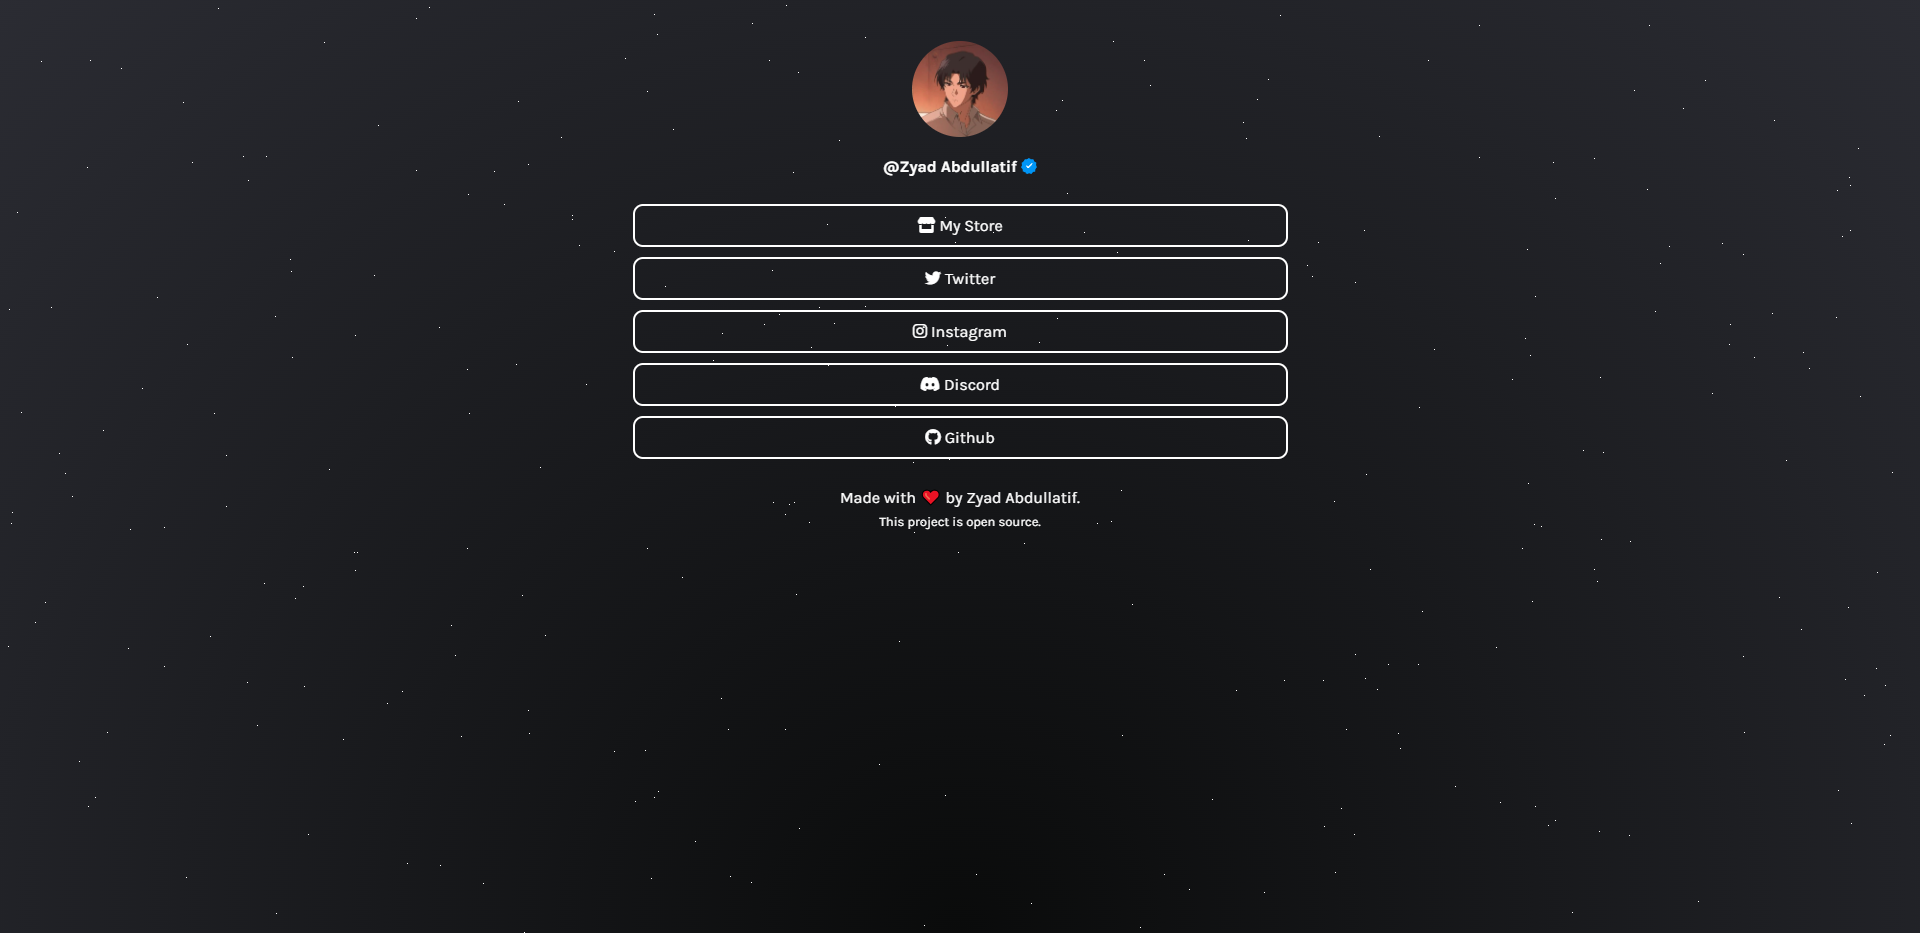 @Zyad Abdullatif
My Store
Twitter
Instagram
Discord
Github
Made with ❤️ by Zyad Abdullatif.
This project is open source.